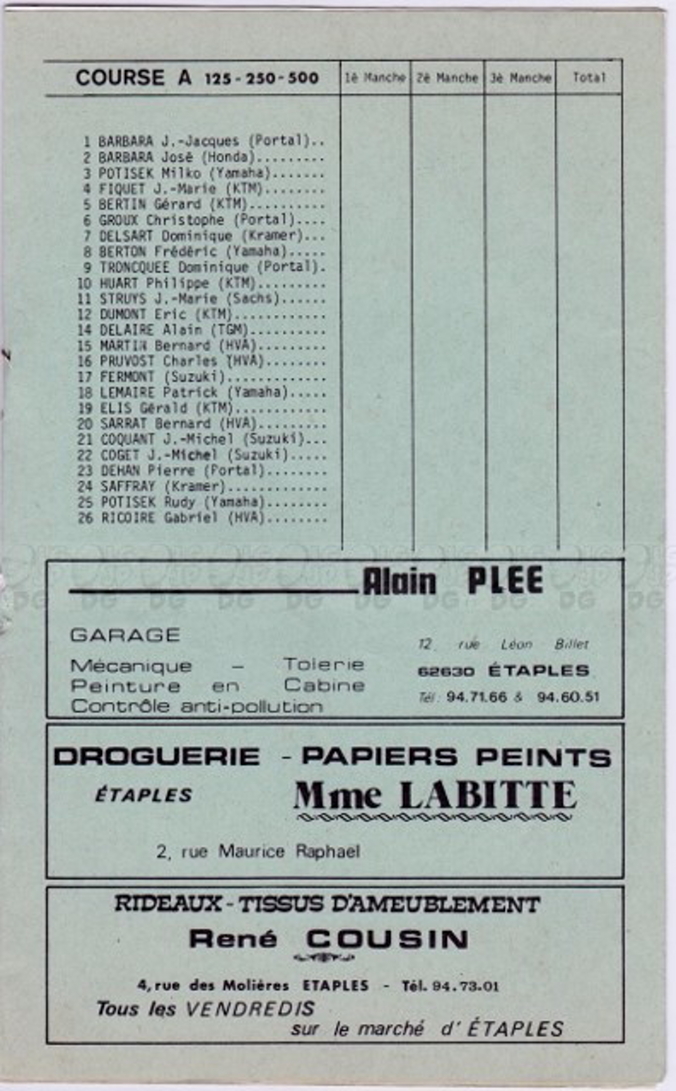 COURSE A 125-250-500 1è Manche 2è Manche 3è Manche Total
1 BARBARA J.-Jacques (Portal)..
2 BARBARA José (Honda).........
3 POTISEK Milko (Yamaha).......
4 FIQUET J.-Marie (KTM)........
5 BERTIN Gérard (KTM)..........
6 GROUX Christophe (Portal)....
7 DELSART Dominique (Kramer)...
8 BERTON Frédéric (Yamaha).....
9 TRONCQUEE Dominique (Portal).
10 HUART Philippe (KTM).........
11 STRUYS J.-Marie (Sachs)......
12 DUMONT Eric (KTM)............
14 DELAIRE Alain (TGM)..........
15 MARTIN Bernard (HVA).........
16 PRUVOST Charles (HVA)........
17 FERMONT (Suzuki).............
18 LEMAIRE Patrick (Yamaha).....
19 ELIS Gérald (KTM)............
20 SARRAT Bernard (HVA).........
21 COQUANT J.-Michel (Suzuki)...
22 COGET J.-Michel (Suzuki).....
23 DEHAN Pierre (Portal)........
24 SAFFRAY (Kramer).............
25 POTISEK Rudy (Yamaha)........
26 RICOIRE Gabriel (HVA)........
Alain PLEE
GARAGE
Mécanique - Tolerie
Peinture en Cabine
Contrôle anti-pollution
12, rue Léon Billet
62630 ÉTAPLES
Tél. 94.71.66 & 94.60.51
DROGUERIE - PAPIERS PEINTS
ÉTAPLES Mme LABITTE
2, rue Maurice Raphael
RIDEAUX-TISSUS D'AMEUBLEMENT
René COUSIN
4, rue des Molières ETAPLES - Tél. 94.73.01
Tous les VENDREDIS
sur le marché d'ÉTAPLES